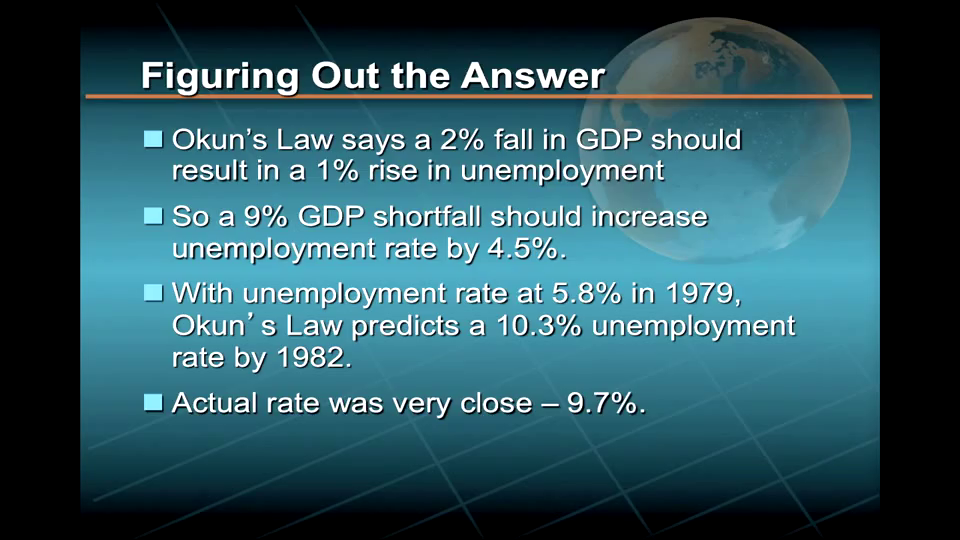 Figuring Out the Answer
Okun's Law says a 2% fall in GDP should
result in a 1% rise in unemployment
So a 9% GDP shortfall should increase
unemployment rate by 4.5%.
With unemployment rate at 5.8% in 1979,
Okun's Law predicts a 10.3% unemployment
rate by 1982.
Actual rate was very close – 9.7%.